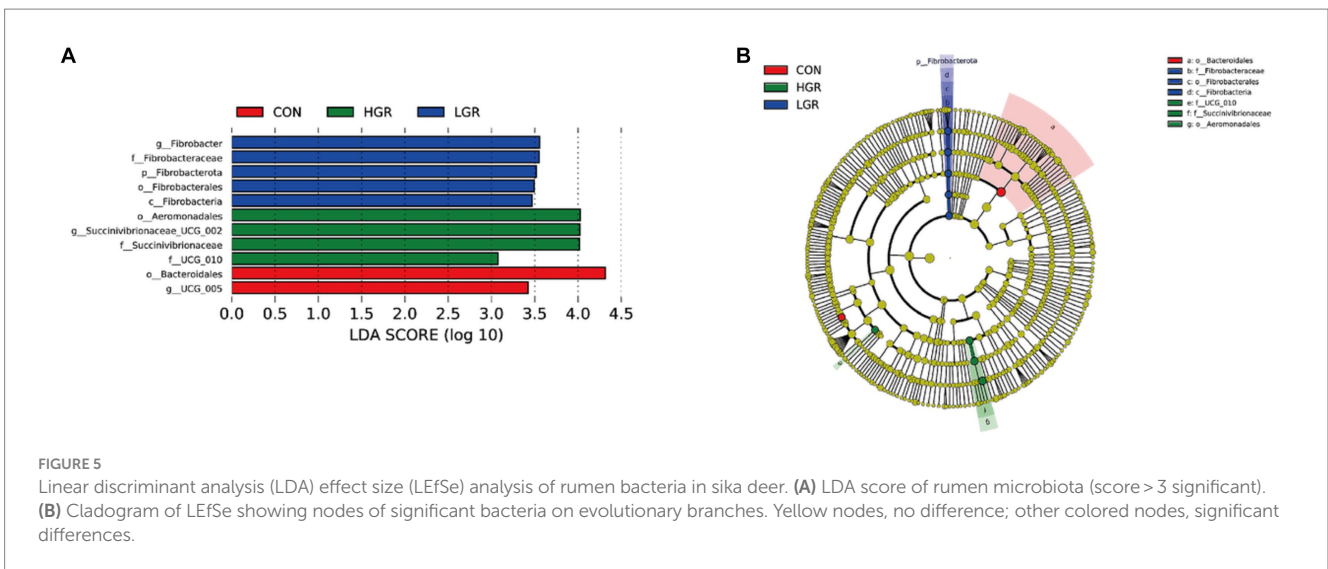 A
CON HGR LGR
g__Fibrobacter
f__Fibrobacteraceae
p__Fibrobacterota
o__Fibrobacterales
c__Fibrobacteria
o__Aeromonadales
g__Succinivibrionaceae_UCG_002
f__Succinivibrionaceae
f__UCG_010
o__Bacteroidales
g__UCG_005
0.0 0.5 1.0 1.5 2.0 2.5 3.0 3.5 4.0 4.5
LDA SCORE (log 10)
B
CON
HGR
LGR
p__Fibrobacterota
d
c
b
a
f
g
a: o__Bacteroidales
b: f__Fibrobacteraceae
c: o__Fibrobacterales
d: c__Fibrobacteria
e: f__UCG_010
f: f__Succinivibrionaceae
g: o__Aeromonadales
FIGURE 5
Linear discriminant analysis (LDA) effect size (LEfSe) analysis of rumen bacteria in sika deer. (A) LDA score of rumen microbiota (score > 3 significant).
(B) Cladogram of LEfSe showing nodes of significant bacteria on evolutionary branches. Yellow nodes, no difference; other colored nodes, significant
differences.